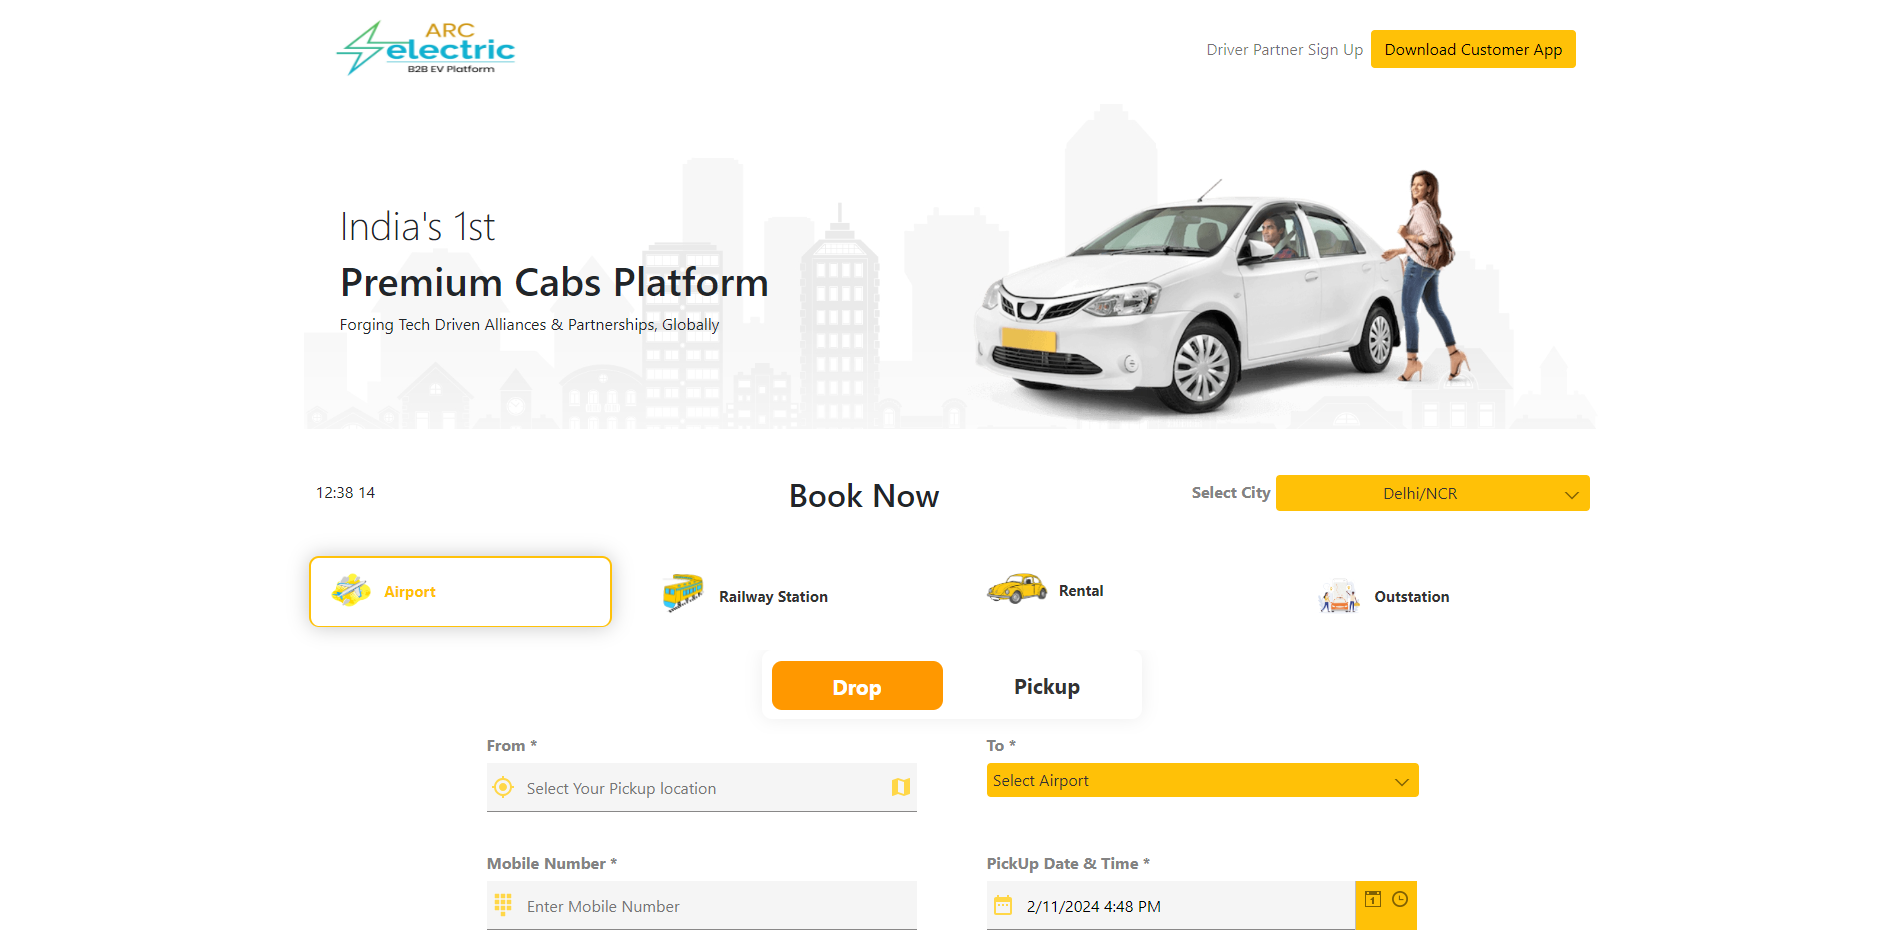 ARC
electric
B2B EV Platform
Driver Partner Sign Up
Download Customer App
India's 1st
Premium Cabs Platform
Forging Tech Driven Alliances & Partnerships, Globally
12:38 14
Book Now
Select City
Delhi/NCR
Airport
Railway Station
Rental
Outstation
Drop
Pickup
From *
To *
Select Your Pickup location
Select Airport
Mobile Number *
PickUp Date & Time *
Enter Mobile Number
2/11/2024 4:48 PM